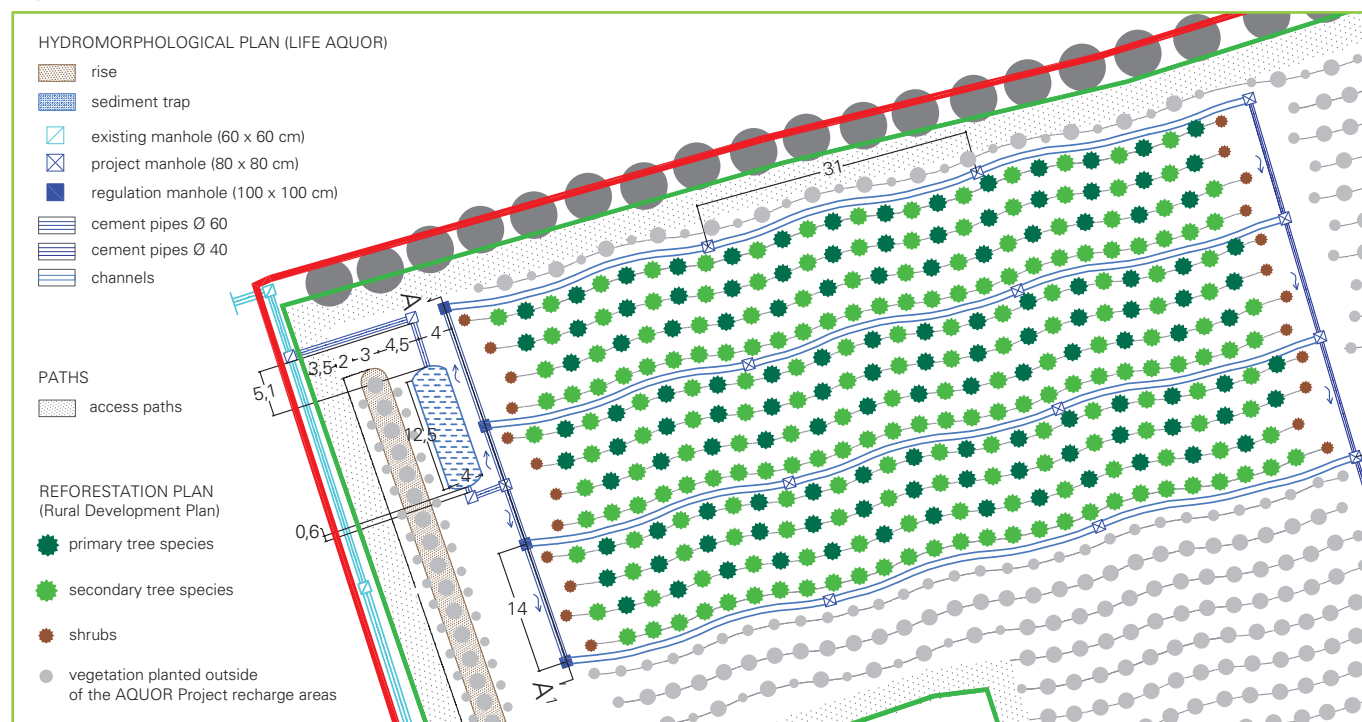 HYDROMORPHOLOGICAL PLAN (LIFE AQUOR)
rise
sediment trap
existing manhole (60 x 60 cm)
project manhole (80 x 80 cm)
regulation manhole (100 x 100 cm)
cement pipes Ø 60
cement pipes Ø 40
channels
PATHS
access paths
REFORESTATION PLAN
(Rural Development Plan)
primary tree species
secondary tree species
shrubs
vegetation planted outside
of the AQUOR Project recharge areas
31
A
4
4,5
3
2
3,5
5,1
12,5
4
0,6
14
A¹